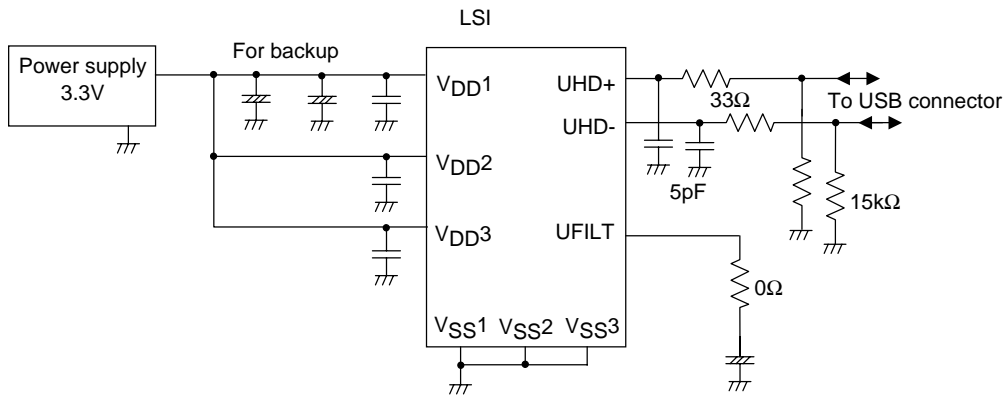 LSI
Power supply
3.3V
For backup
VDD1
VDD2
VDD3
UHD+
UHD-
UFILT
33Ω
To USB connector
5pF
15kΩ
0Ω
VSS1 VSS2 VSS3